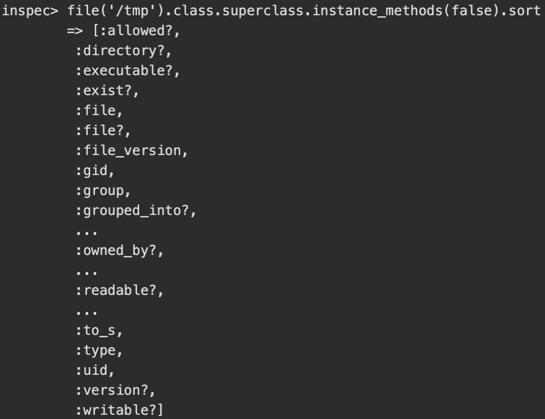 inspec> file('/tmp').class.superclass.instance_methods(false).sort
=> [:allowed?,
:directory?,
:executable?,
:exist?,
:file,
:file?,
:file_version,
:gid,
:group,
:grouped_into?,
...
:owned_by?,
...
:readable?,
...
:to_s,
:type,
:uid,
:version?,
:writable?]